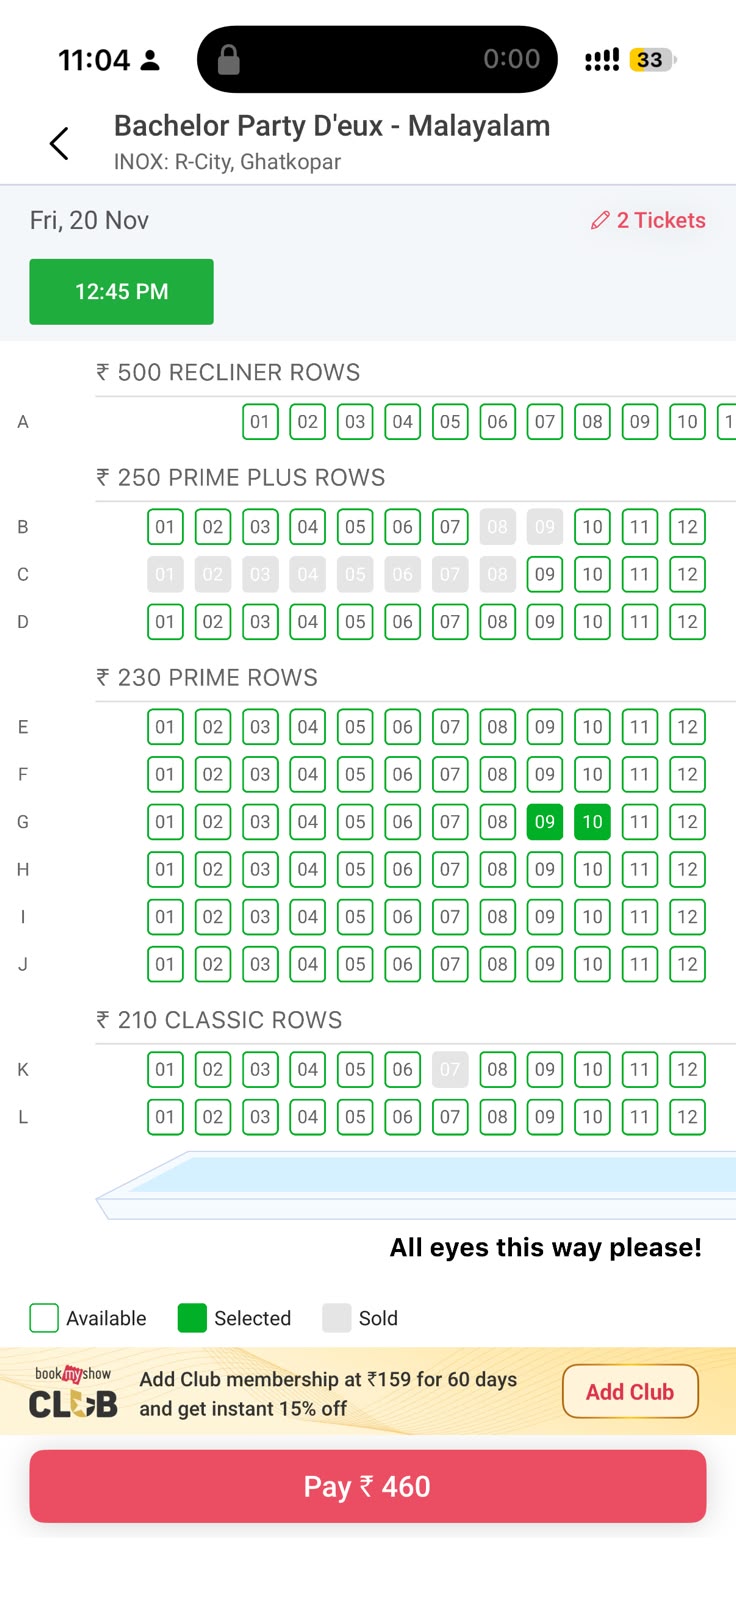 11:04
0:00
33
Bachelor Party D'eux - Malayalam
INOX: R-City, Ghatkopar
Fri, 20 Nov
2 Tickets
12:45 PM
₹ 500 RECLINER ROWS
A 01 02 03 04 05 06 07 08 09 10 1
₹ 250 PRIME PLUS ROWS
B 01 02 03 04 05 06 07 08 09 10 11 12
C 01 02 03 04 05 06 07 08 09 10 11 12
D 01 02 03 04 05 06 07 08 09 10 11 12
₹ 230 PRIME ROWS
E 01 02 03 04 05 06 07 08 09 10 11 12
F 01 02 03 04 05 06 07 08 09 10 11 12
G 01 02 03 04 05 06 07 08 09 10 11 12
H 01 02 03 04 05 06 07 08 09 10 11 12
I 01 02 03 04 05 06 07 08 09 10 11 12
J 01 02 03 04 05 06 07 08 09 10 11 12
₹ 210 CLASSIC ROWS
K 01 02 03 04 05 06 07 08 09 10 11 12
L 01 02 03 04 05 06 07 08 09 10 11 12
All eyes this way please!
Available Selected Sold
book my show
CLUB
Add Club membership at ₹159 for 60 days
and get instant 15% off
Add Club
Pay ₹ 460